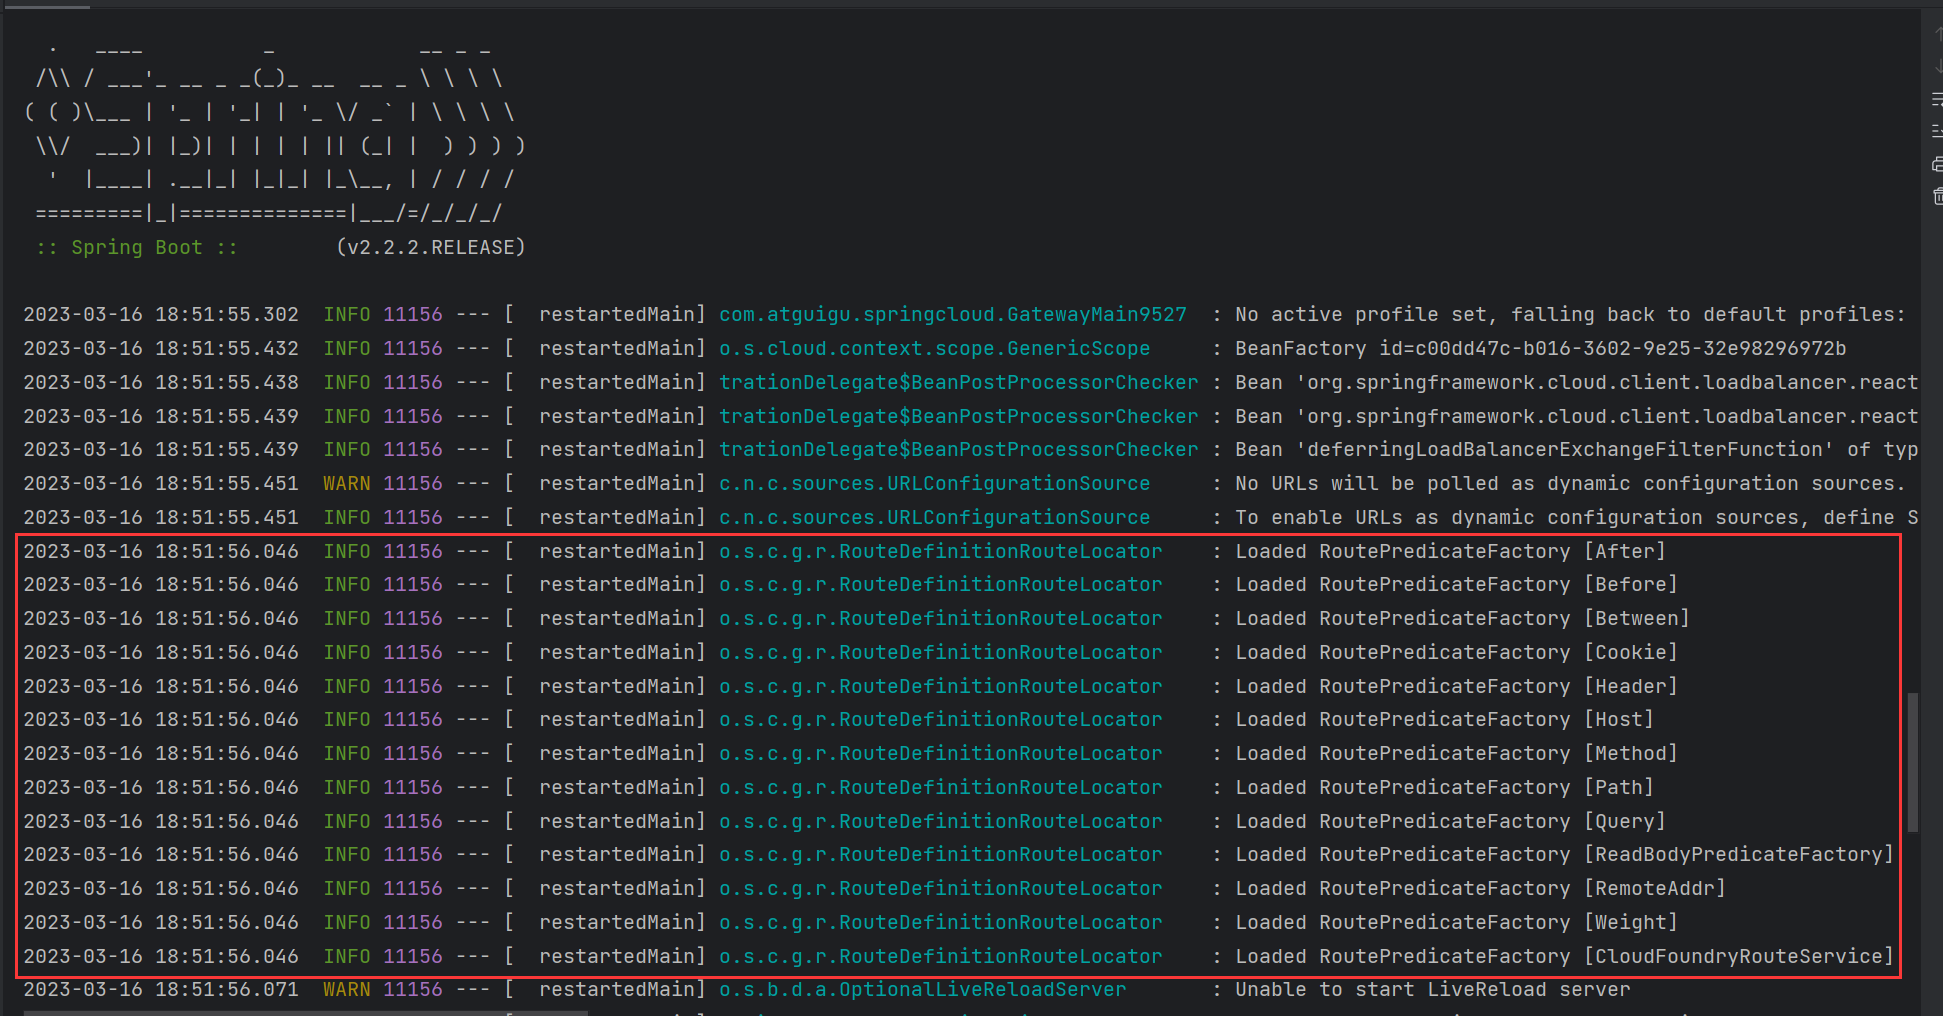 .   ____          _            __ _ _
 /\\ / ___'_ __ _ _(_)_ __  __ _ \ \ \ \
( ( )\___ | '_ | '_| | '_ \/ _` | \ \ \ \
 \\/  ___)| |_)| | | | | || (_| |  ) ) ) )
  '  |____| .__|_| |_|_| |_\__, | / / / /
 =========|_|==============|___/=/_/_/_/
 :: Spring Boot ::        (v2.2.2.RELEASE)
2023-03-16 18:51:55.302  INFO 11156 --- [  restartedMain] com.atguigu.springcloud.GatewayMain9527  : No active profile set, falling back to default profiles:
2023-03-16 18:51:55.432  INFO 11156 --- [  restartedMain] o.s.cloud.context.scope.GenericScope     : BeanFactory id=c00dd47c-b016-3602-9e25-32e98296972b
2023-03-16 18:51:55.438  INFO 11156 --- [  restartedMain] trationDelegate$BeanPostProcessorChecker : Bean 'org.springframework.cloud.client.loadbalancer.react
2023-03-16 18:51:55.439  INFO 11156 --- [  restartedMain] trationDelegate$BeanPostProcessorChecker : Bean 'org.springframework.cloud.client.loadbalancer.react
2023-03-16 18:51:55.439  INFO 11156 --- [  restartedMain] trationDelegate$BeanPostProcessorChecker : Bean 'deferringLoadBalancerExchangeFilterFunction' of typ
2023-03-16 18:51:55.451  WARN 11156 --- [  restartedMain] c.n.c.sources.URLConfigurationSource     : No URLs will be polled as dynamic configuration sources.
2023-03-16 18:51:55.451  INFO 11156 --- [  restartedMain] c.n.c.sources.URLConfigurationSource     : To enable URLs as dynamic configuration sources, define S
2023-03-16 18:51:56.046  INFO 11156 --- [  restartedMain] o.s.c.g.r.RouteDefinitionRouteLocator    : Loaded RoutePredicateFactory [After]
2023-03-16 18:51:56.046  INFO 11156 --- [  restartedMain] o.s.c.g.r.RouteDefinitionRouteLocator    : Loaded RoutePredicateFactory [Before]
2023-03-16 18:51:56.046  INFO 11156 --- [  restartedMain] o.s.c.g.r.RouteDefinitionRouteLocator    : Loaded RoutePredicateFactory [Between]
2023-03-16 18:51:56.046  INFO 11156 --- [  restartedMain] o.s.c.g.r.RouteDefinitionRouteLocator    : Loaded RoutePredicateFactory [Cookie]
2023-03-16 18:51:56.046  INFO 11156 --- [  restartedMain] o.s.c.g.r.RouteDefinitionRouteLocator    : Loaded RoutePredicateFactory [Header]
2023-03-16 18:51:56.046  INFO 11156 --- [  restartedMain] o.s.c.g.r.RouteDefinitionRouteLocator    : Loaded RoutePredicateFactory [Host]
2023-03-16 18:51:56.046  INFO 11156 --- [  restartedMain] o.s.c.g.r.RouteDefinitionRouteLocator    : Loaded RoutePredicateFactory [Method]
2023-03-16 18:51:56.046  INFO 11156 --- [  restartedMain] o.s.c.g.r.RouteDefinitionRouteLocator    : Loaded RoutePredicateFactory [Path]
2023-03-16 18:51:56.046  INFO 11156 --- [  restartedMain] o.s.c.g.r.RouteDefinitionRouteLocator    : Loaded RoutePredicateFactory [Query]
2023-03-16 18:51:56.046  INFO 11156 --- [  restartedMain] o.s.c.g.r.RouteDefinitionRouteLocator    : Loaded RoutePredicateFactory [ReadBodyPredicateFactory]
2023-03-16 18:51:56.046  INFO 11156 --- [  restartedMain] o.s.c.g.r.RouteDefinitionRouteLocator    : Loaded RoutePredicateFactory [RemoteAddr]
2023-03-16 18:51:56.046  INFO 11156 --- [  restartedMain] o.s.c.g.r.RouteDefinitionRouteLocator    : Loaded RoutePredicateFactory [Weight]
2023-03-16 18:51:56.046  INFO 11156 --- [  restartedMain] o.s.c.g.r.RouteDefinitionRouteLocator    : Loaded RoutePredicateFactory [CloudFoundryRouteService]
2023-03-16 18:51:56.071  WARN 11156 --- [  restartedMain] o.s.b.d.a.OptionalLiveReloadServer       : Unable to start LiveReload server